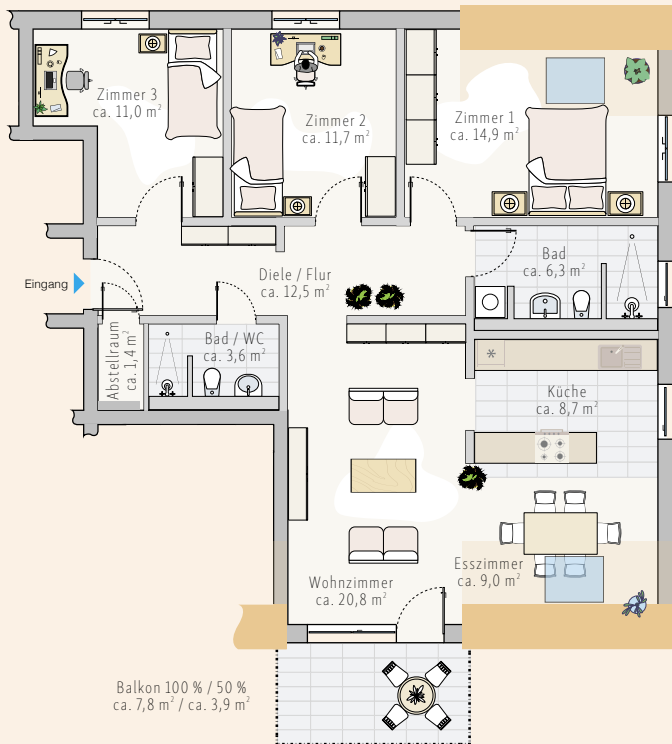 Zimmer 3
ca. 11,0 m²
Zimmer 2
ca. 11,7 m²
Zimmer 1
ca. 14,9 m²
Eingang
Diele / Flur
ca. 12,5 m²
Bad
ca. 6,3 m²
Abstellraum
ca. 1,4 m²
Bad / WC
ca. 3,6 m²
*
Küche
ca. 8,7 m²
Wohnzimmer
ca. 20,8 m²
Esszimmer
ca. 9,0 m²
Balkon 100 % / 50 %
ca. 7,8 m² / ca. 3,9 m²